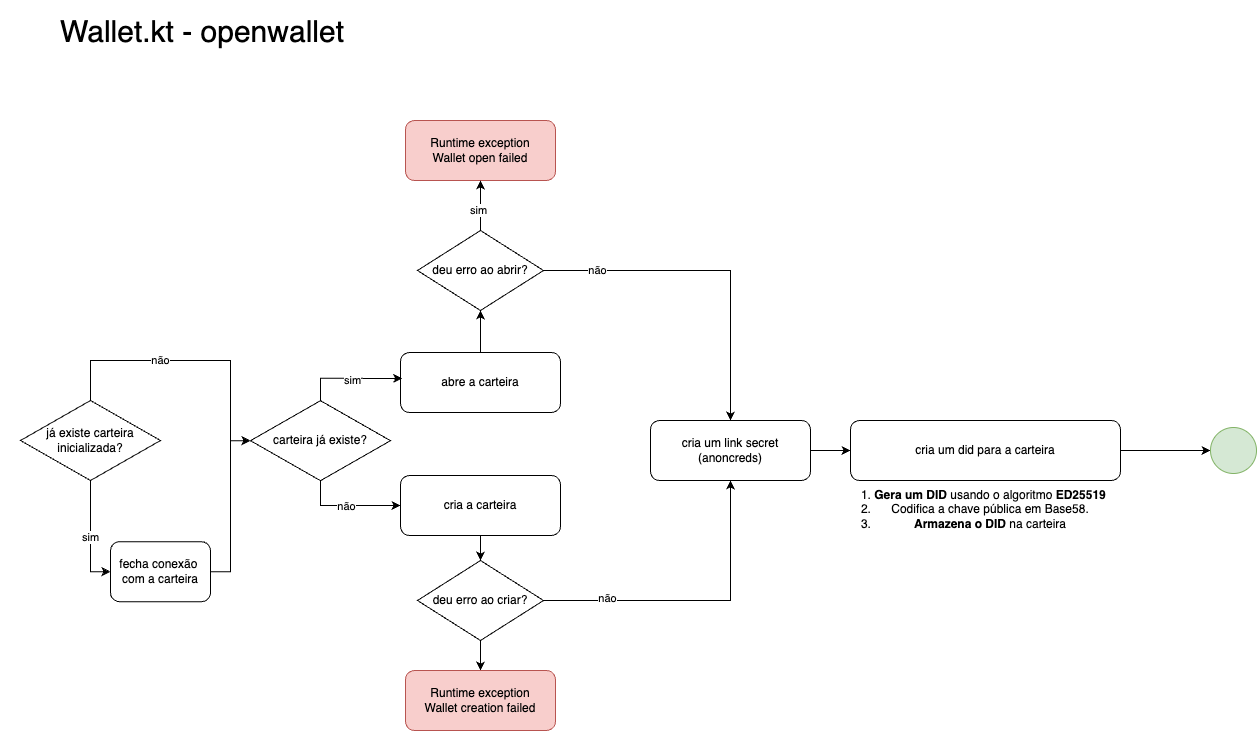 Wallet.kt - openwallet
Runtime exception
Wallet open failed
sim
deu erro ao abrir?
não
não
abre a carteira
sim
já existe carteira
inicializada?
carteira já existe?
cria um link secret
(anoncreds)
cria um did para a carteira
não
cria a carteira
1. Gera um DID usando o algoritmo ED25519
2. Codifica a chave pública em Base58.
3. Armazena o DID na carteira
sim
fecha conexão
com a carteira
deu erro ao criar?
não
Runtime exception
Wallet creation failed